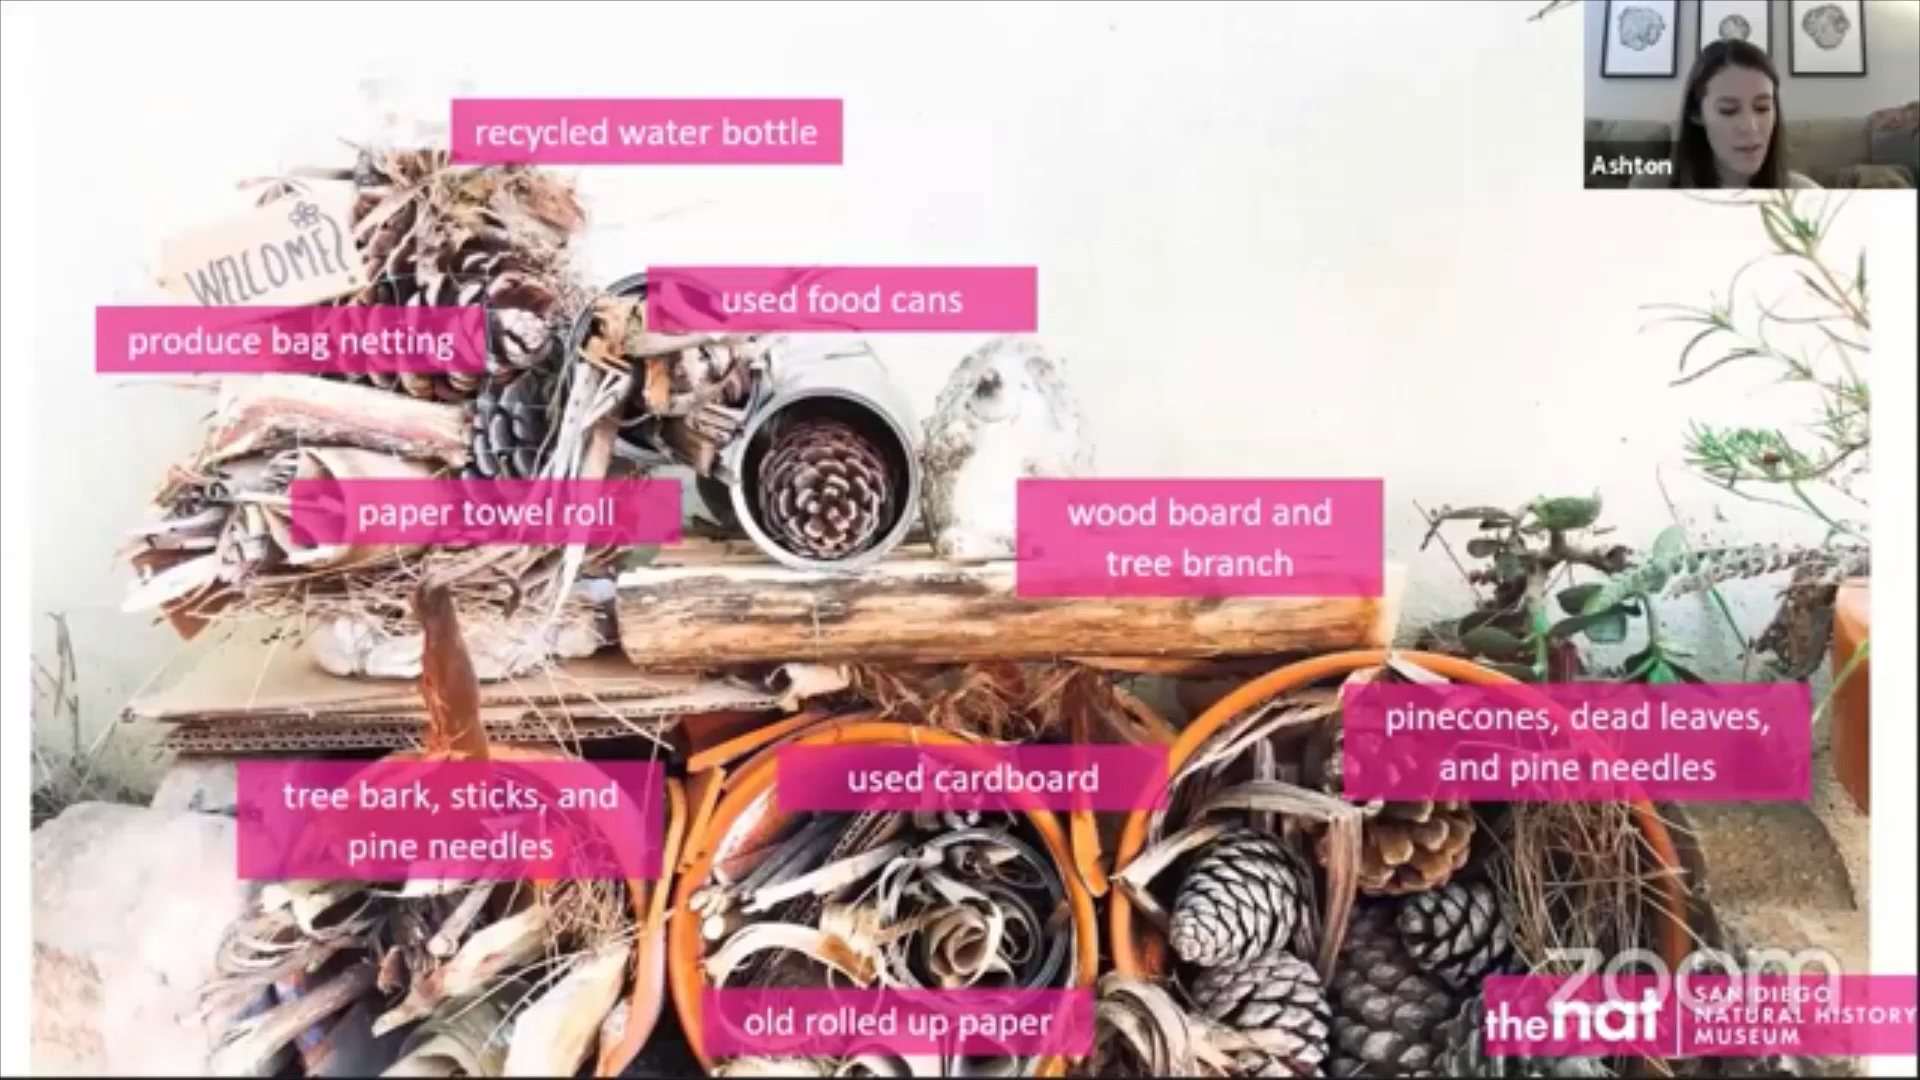 recycled water bottle
Ashton
WELCOME!
used food cans
produce bag netting
paper towel roll
wood board and
tree branch
pinecones, dead leaves,
and pine needles
used cardboard
tree bark, sticks, and
pine needles
old rolled up paper
zoom
thenat
SAN DIEGO
NATURAL HISTORY
MUSEUM